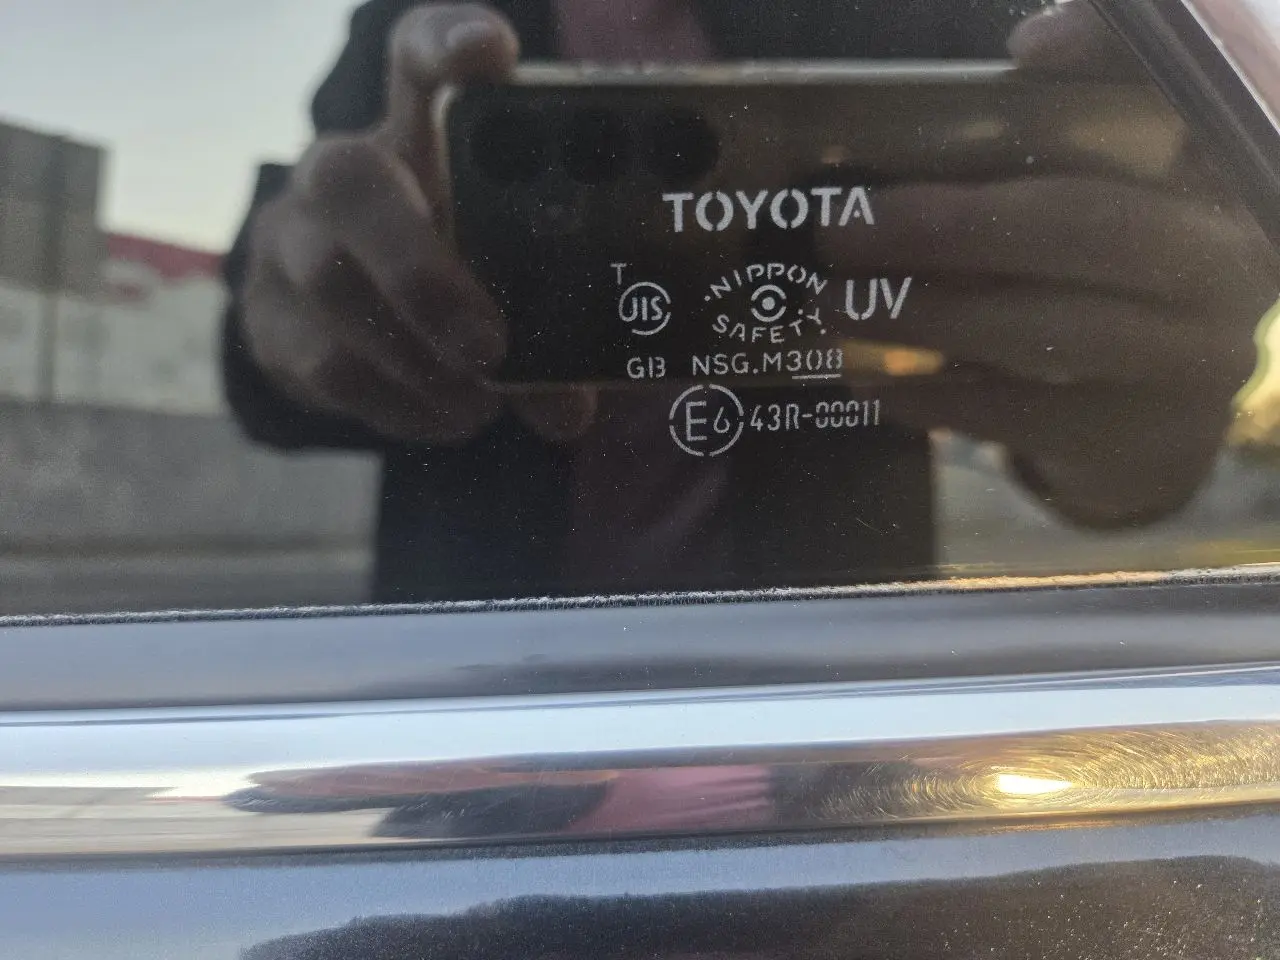 TOYOTA
T
JIS NIPPON SAFETY UV
GB NSG.M308
E6 43R-00011